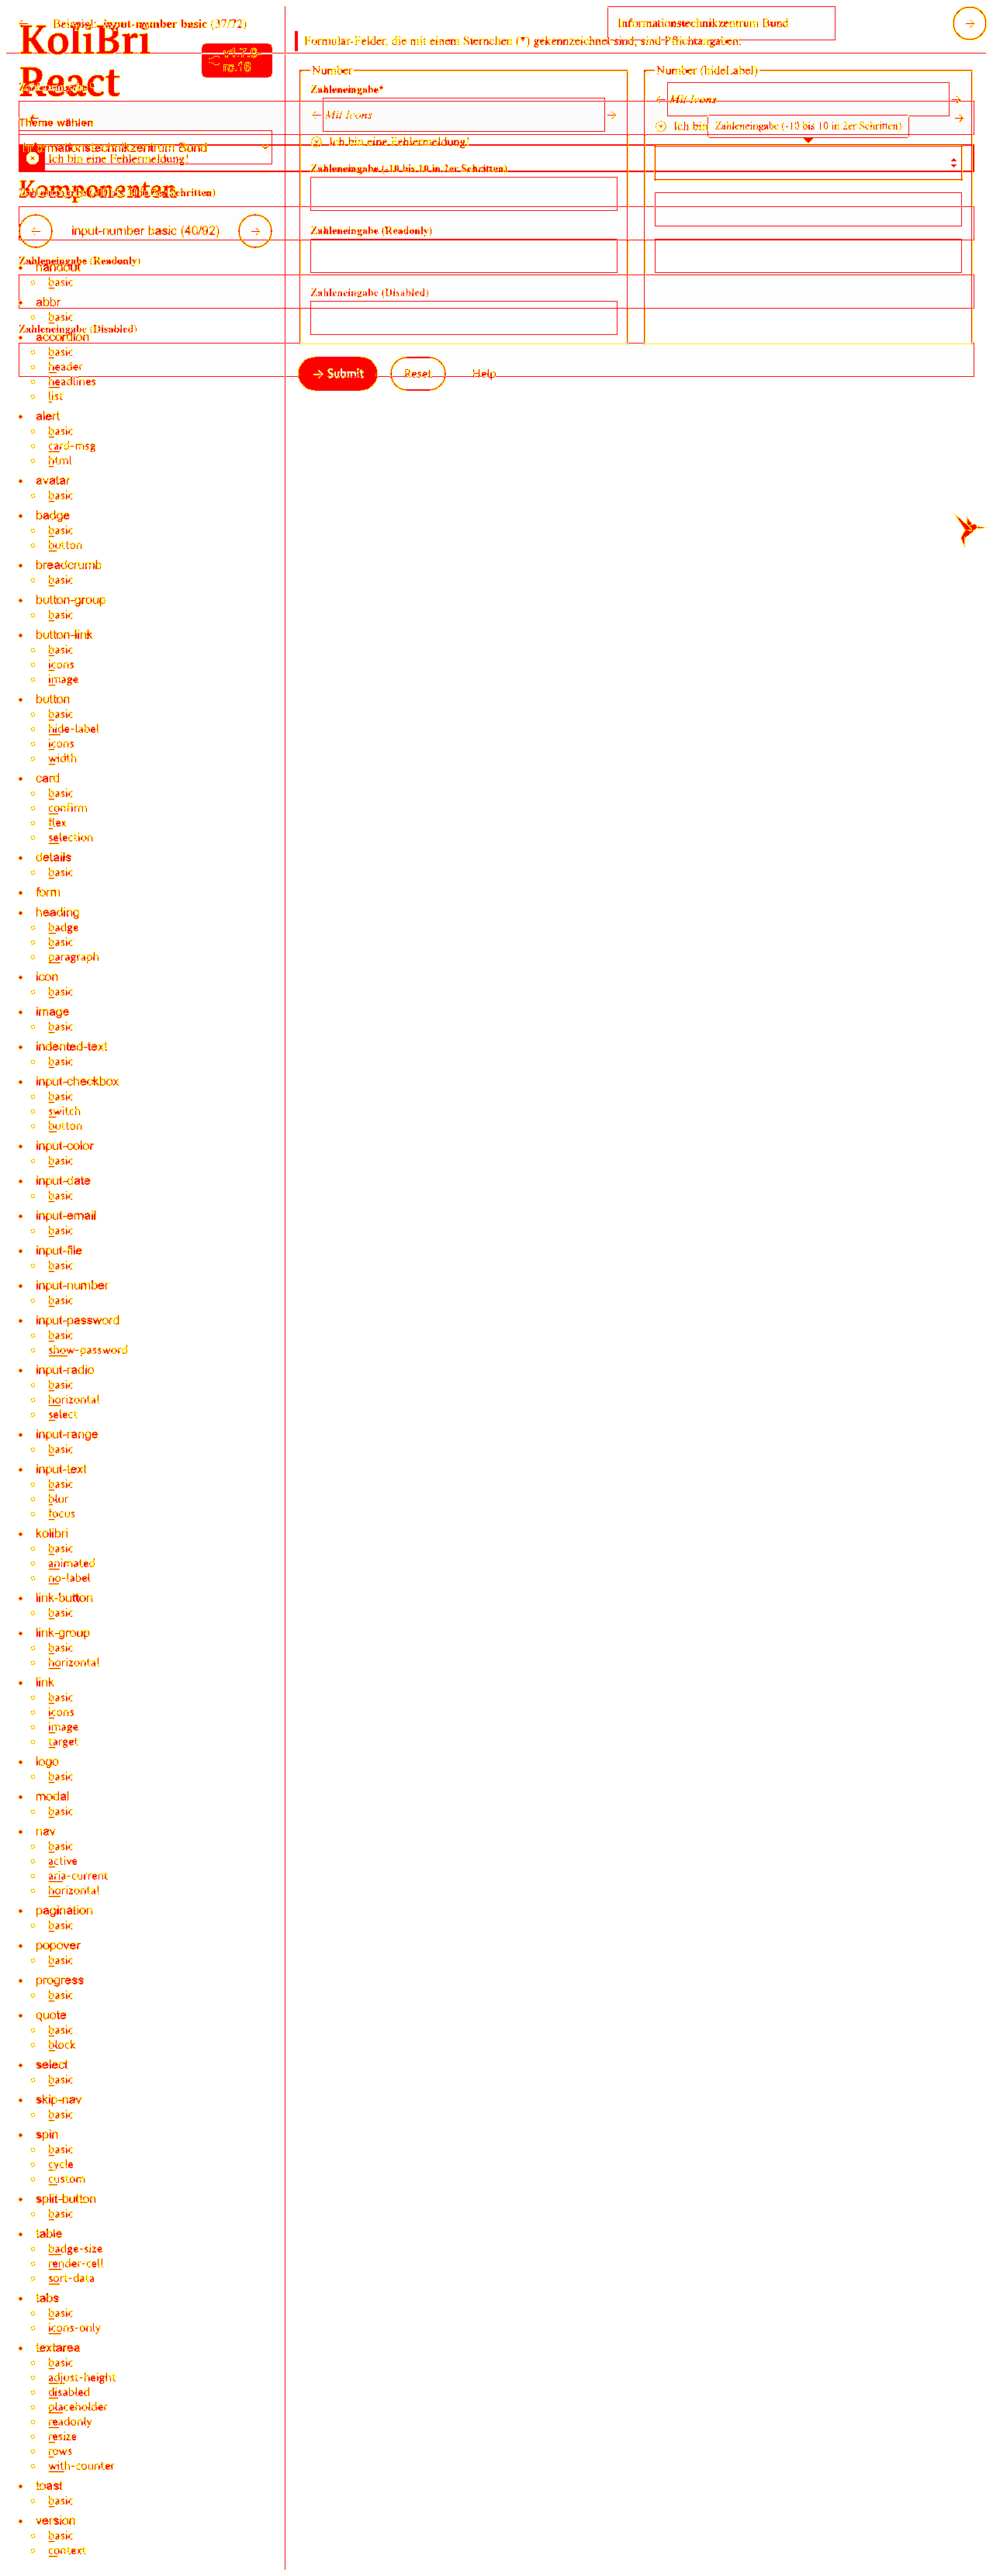 Beispiel: input-number basic (37/72)
Informationstechnikzentrum Bund
KoliBri
React
Formular-Felder, die mit einem Sternchen (*) gekennzeichnet sind, sind Pflichtangaben.
Theme wählen
Informationstechnikzentrum Bund
Ich bin eine Fehlermeldung!
Komponenten
input-number basic (40/92)
Zahleneingabe (Readonly)
Zahleneingabe (Disabled)
Number
Zahleneingabe*
Mit Icons
Ich bin eine Fehlermeldung!
Zahleneingabe (-10 bis 10 in 2er Schritten)
Zahleneingabe (Readonly)
Zahleneingabe (Disabled)
Number (hideLabel)
Mit Icons
Ich bin
Zahleneingabe (-10 bis 10 in 2er Schritten)
Submit
Reset
Help
handout
basic
abbr
basic
accordion
basic
header
headlines
list
alert
basic
card-msg
html
avatar
basic
badge
basic
button
breadcrumb
basic
button-group
basic
button-link
basic
icons
image
button
basic
hide-label
icons
width
card
basic
confirm
flex
selection
details
basic
form
heading
badge
basic
paragraph
icon
basic
image
basic
indented-text
basic
input-checkbox
basic
switch
button
input-color
basic
input-date
basic
input-email
basic
input-file
basic
input-number
basic
input-password
basic
show-password
input-radio
basic
horizontal
select
input-range
basic
input-text
basic
blur
focus
kolibri
basic
animated
no-label
link-button
basic
link-group
basic
horizontal
link
basic
icons
image
target
logo
basic
modal
basic
nav
basic
active
aria-current
horizontal
pagination
basic
popover
basic
progress
basic
quote
basic
block
select
basic
skip-nav
basic
spin
basic
cycle
custom
split-button
basic
table
badge-size
render-cell
sort-data
tabs
basic
icons-only
textarea
basic
adjust-height
disabled
placeholder
readonly
resize
rows
with-counter
toast
basic
version
basic
context